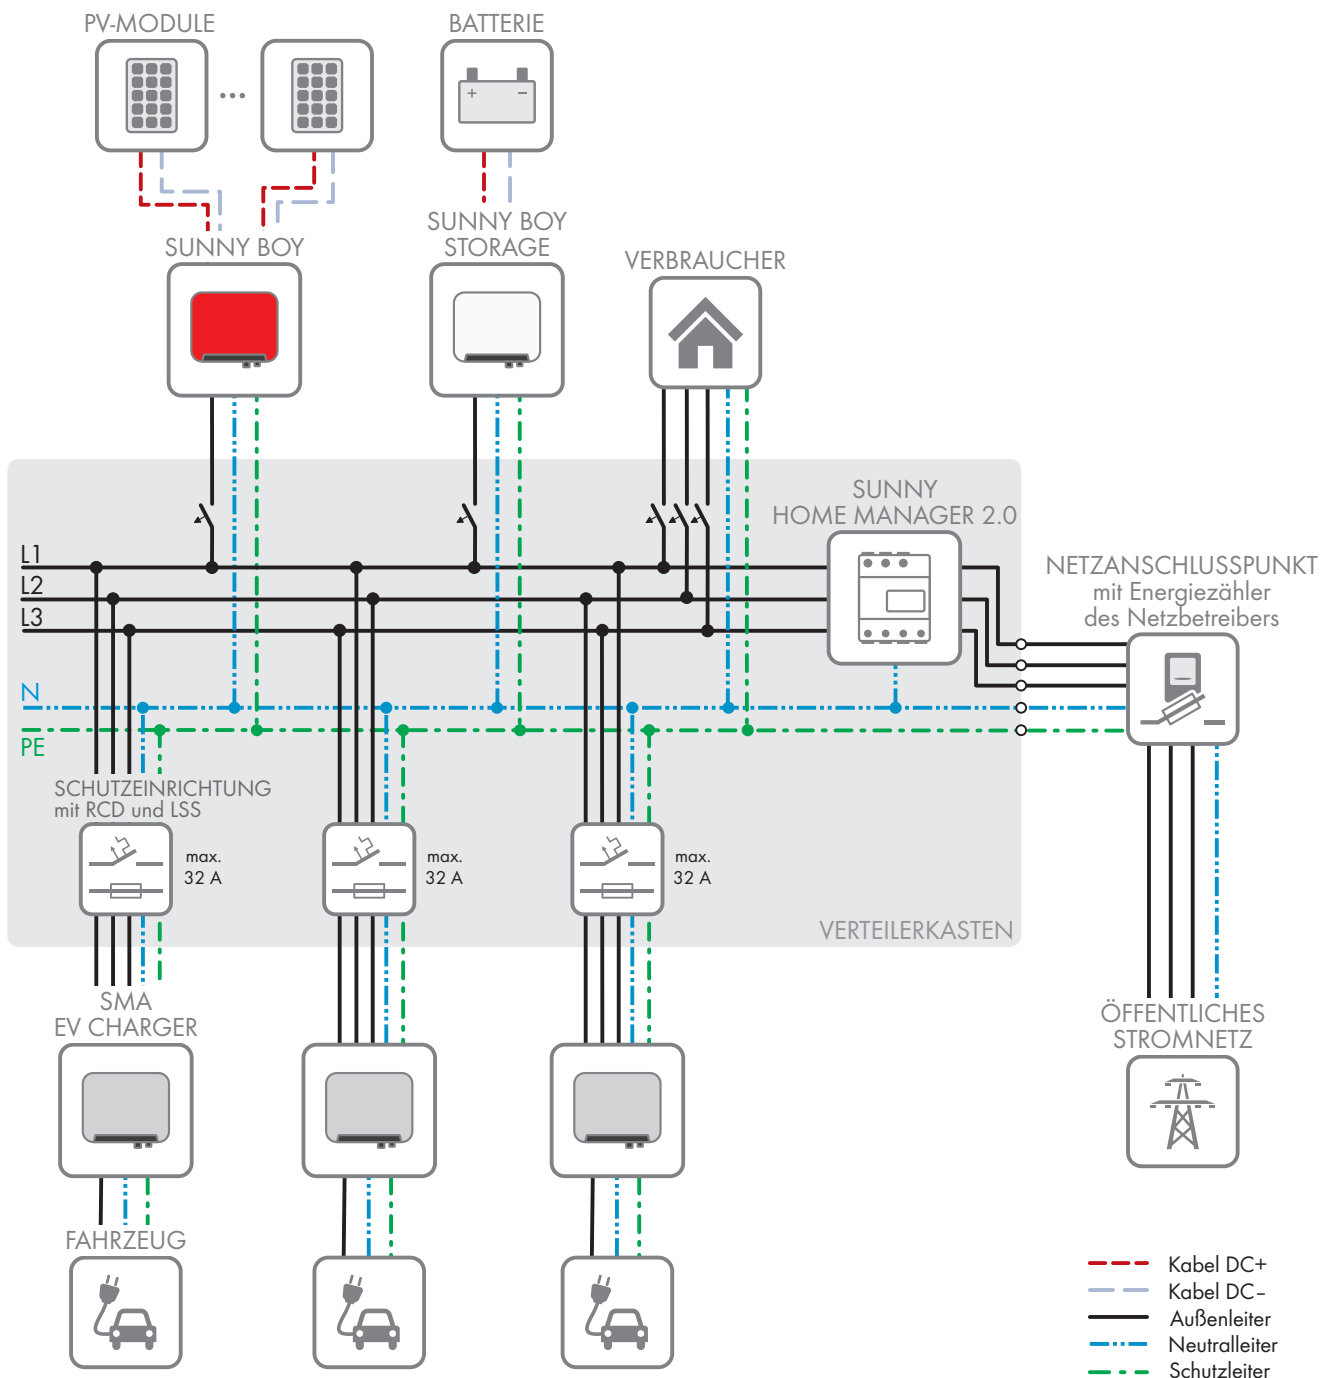 PV-MODULE
BATTERIE
...
+ −
SUNNY BOY
SUNNY BOY
STORAGE
VERBRAUCHER
SUNNY
HOME MANAGER 2.0
L1
L2
L3
NETZANSCHLUSSPUNKT
mit Energiezähler
des Netzbetreibers
N
PE
SCHUTZEINRICHTUNG
mit RCD und LSS
max.
32 A
max.
32 A
max.
32 A
VERTEILERKASTEN
SMA
EV CHARGER
ÖFFENTLICHES
STROMNETZ
FAHRZEUG
Kabel DC+
Kabel DC−
Außenleiter
Neutralleiter
Schutzleiter